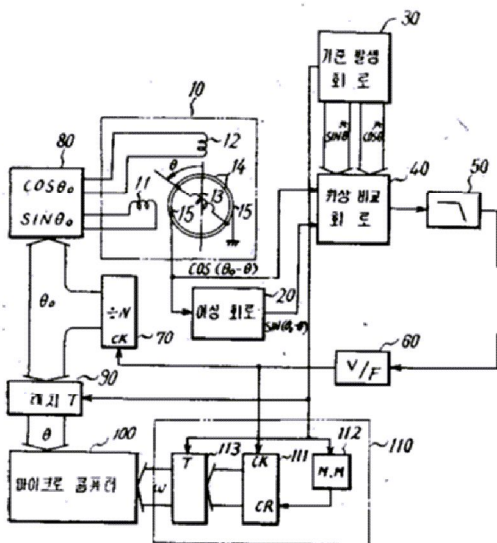 30
기준 발생
회 로
10
80
COSθ₀
SINθ₀
12
11
θ
14
13
15
15
SINθ
COSθ
40
위상 비교
회 로
50
COS(θ₀-θ)
20
이상 회로
SIN(θ₀-θ)
θ₀
÷N
CK
70
60
V/F
90
래치 T
θ
100
마이크로 콤퓨터
ω
T
113
CK
111
CR
112
M.M
110